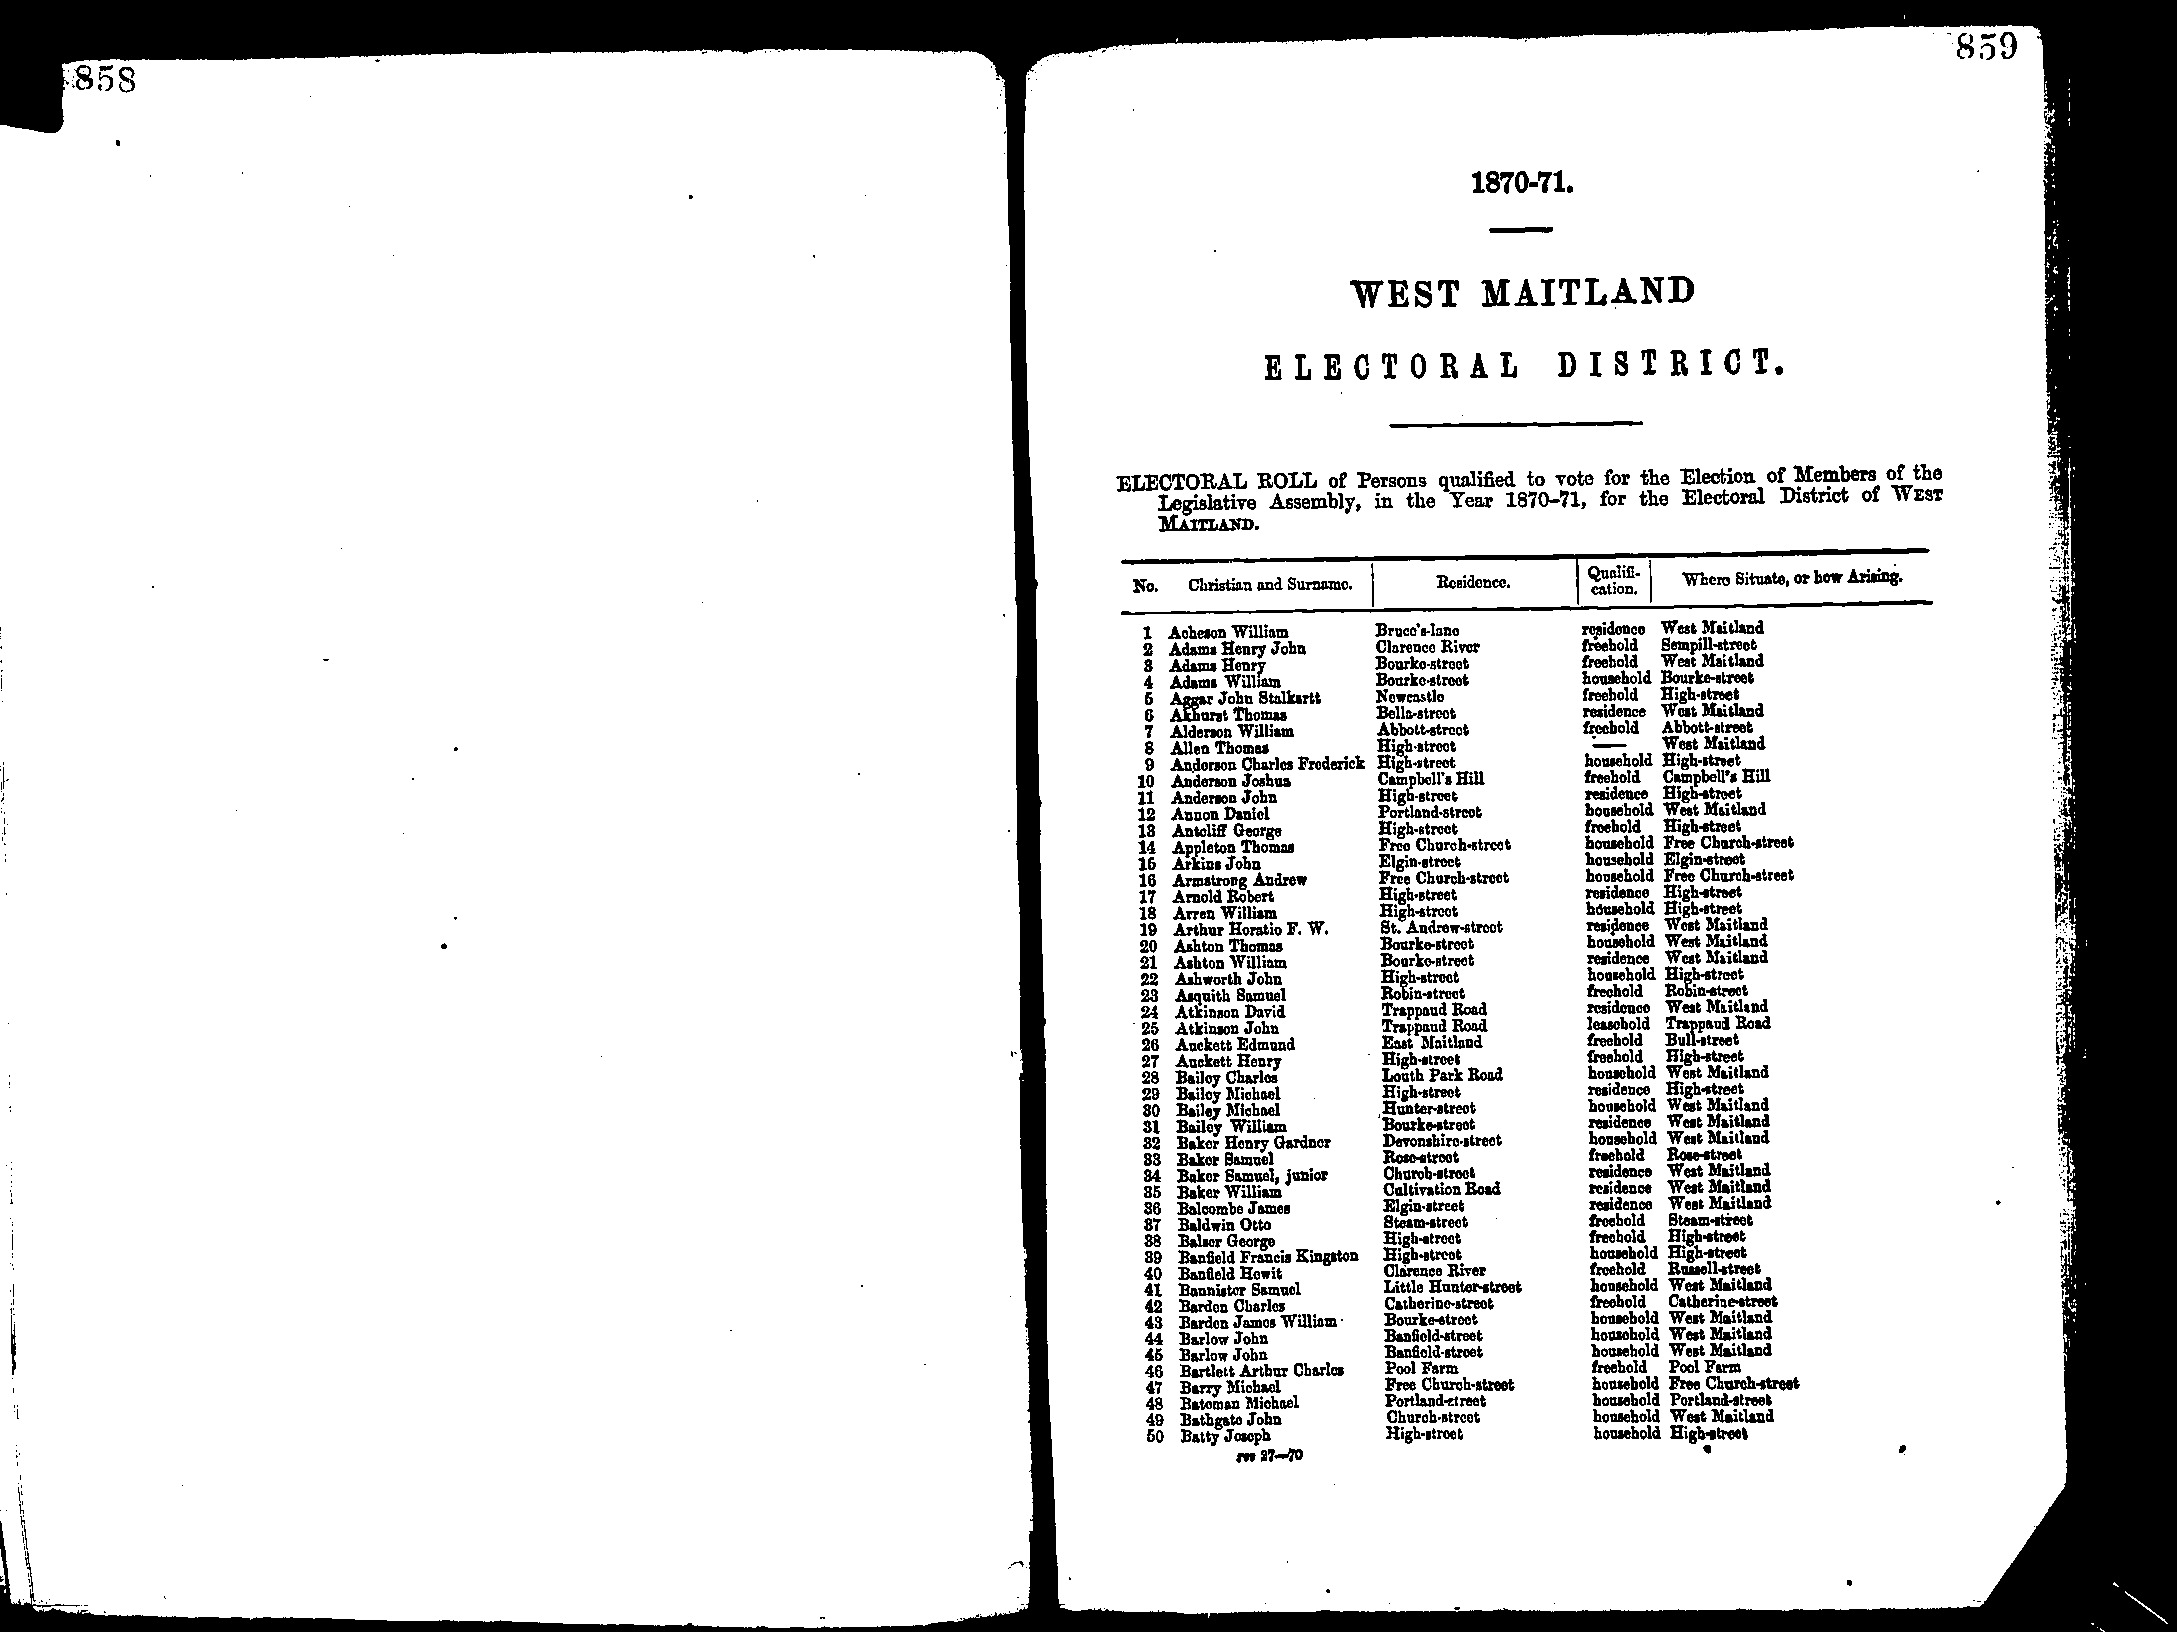 858
859
1870-71.
WEST MAITLAND
ELECTORAL DISTRICT.
ELECTORAL ROLL of Persons qualified to vote for the Election of Members of the
Legislative Assembly, in the Year 1870-71, for the Electoral District of WEST
MAITLAND.
No. Christian and Surname. Residence. Qualifi-cation. Where Situate, or how Arising.
1 Acheson William Bruce's-lane residence West Maitland
2 Adams Henry John Clarence River freehold Sempill-street
3 Adams Henry Bourke-street freehold West Maitland
4 Adams William Bourke-street household Bourke-street
5 Aggar John Stalkartt Newcastle freehold High-street
6 Akhurst Thomas Bella-street residence West Maitland
7 Alderson William Abbott-street freehold Abbott-street
8 Allen Thomas High-street — West Maitland
9 Anderson Charles Frederick High-street household High-street
10 Anderson Joshua Campbell's Hill freehold Campbell's Hill
11 Anderson John High-street residence High-street
12 Annon Daniel Portland-street household West Maitland
13 Antcliff George High-street freehold High-street
14 Appleton Thomas Free Church-street household Free Church-street
15 Arkins John Elgin-street household Elgin-street
16 Armstrong Andrew Free Church-street household Free Church-street
17 Arnold Robert High-street residence High-street
18 Arren William High-street household High-street
19 Arthur Horatio F. W. St. Andrew-street residence West Maitland
20 Ashton Thomas Bourke-street household West Maitland
21 Ashton William Bourke-street residence West Maitland
22 Ashworth John High-street household High-street
23 Asquith Samuel Robin-street freehold Robin-street
24 Atkinson David Trappaud Road residence West Maitland
25 Atkinson John Trappaud Road leasehold Trappaud Road
26 Auckett Edmund East Maitland freehold Bull-street
27 Auckett Henry High-street freehold High-street
28 Bailey Charles Louth Park Road household West Maitland
29 Bailey Michael High-street residence High-street
30 Bailey Michael Hunter-street household West Maitland
31 Bailey William Bourke-street residence West Maitland
32 Baker Henry Gardner Devonshire-street household West Maitland
33 Baker Samuel Rose-street freehold Rose-street
34 Baker Samuel, junior Church-street residence West Maitland
35 Baker William Cultivation Road residence West Maitland
36 Balcombe James Elgin-street residence West Maitland
37 Baldwin Otto Steam-street freehold Steam-street
38 Balser George High-street freehold High-street
39 Banfield Francis Kingston High-street household High-street
40 Banfield Howit Clarence River freehold Russell-street
41 Bannister Samuel Little Hunter-street household West Maitland
42 Barden Charles Catherine-street freehold Catherine-street
43 Barden James William Bourke-street household West Maitland
44 Barlow John Banfield-street household West Maitland
45 Barlow John Banfield-street household West Maitland
46 Bartlett Arthur Charles Pool Farm freehold Pool Farm
47 Barry Michael Free Church-street household Free Church-street
48 Bateman Michael Portland-street household Portland-street
49 Bathgate John Church-street household West Maitland
50 Batty Joseph High-street household High-street
27—70